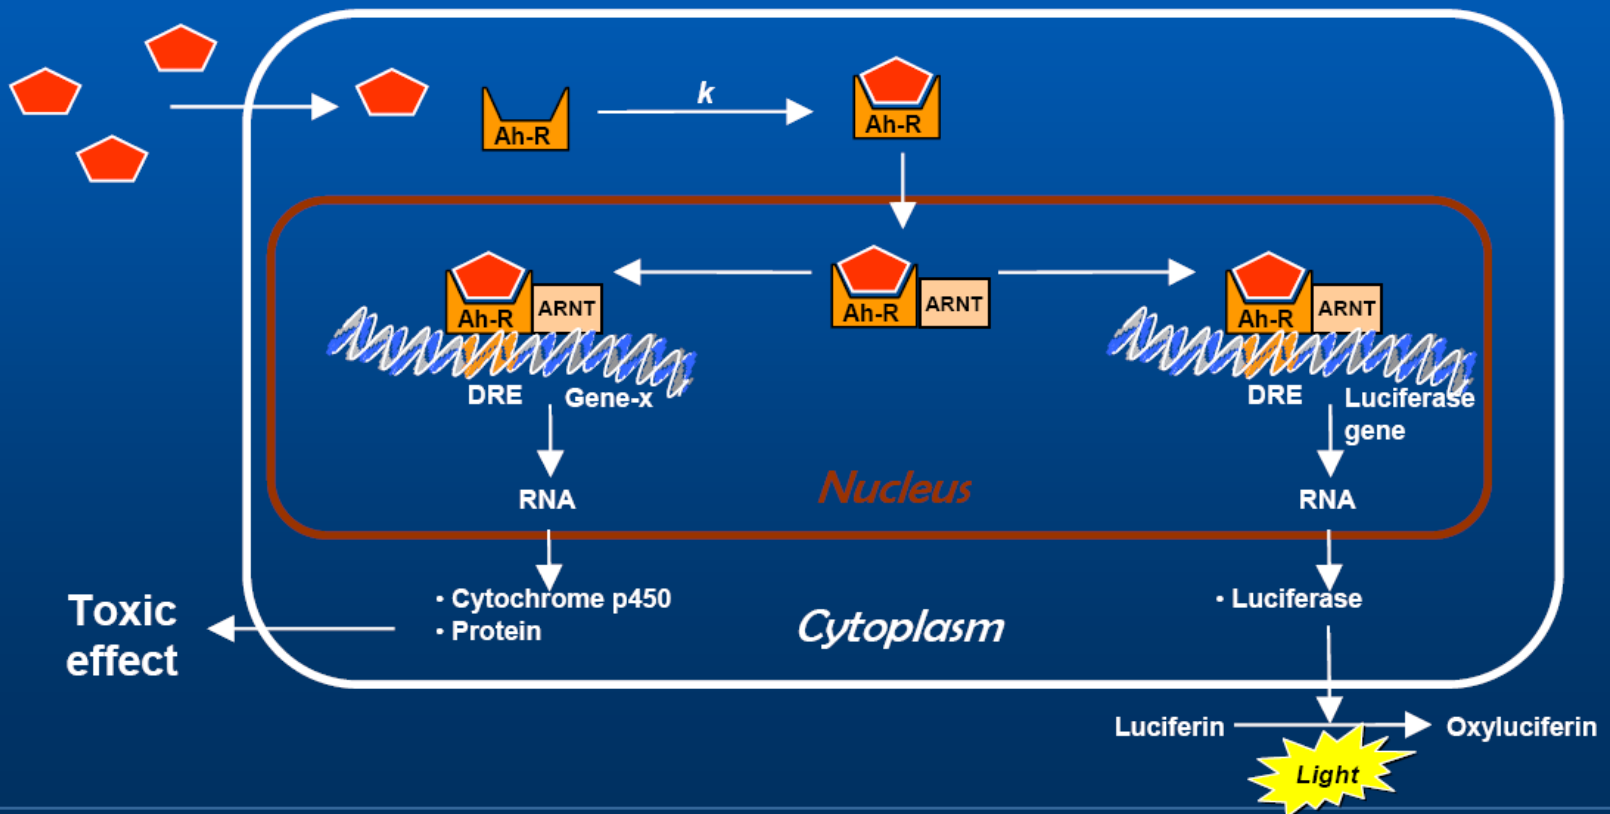 k
Ah-R
Ah-R
Ah-R
ARNT
Ah-R
ARNT
Ah-R
ARNT
DRE
Gene-x
DRE
Luciferase
gene
RNA
Nucleus
RNA
• Cytochrome p450
• Protein
Cytoplasm
• Luciferase
Toxic
effect
Luciferin
Oxyluciferin
Light